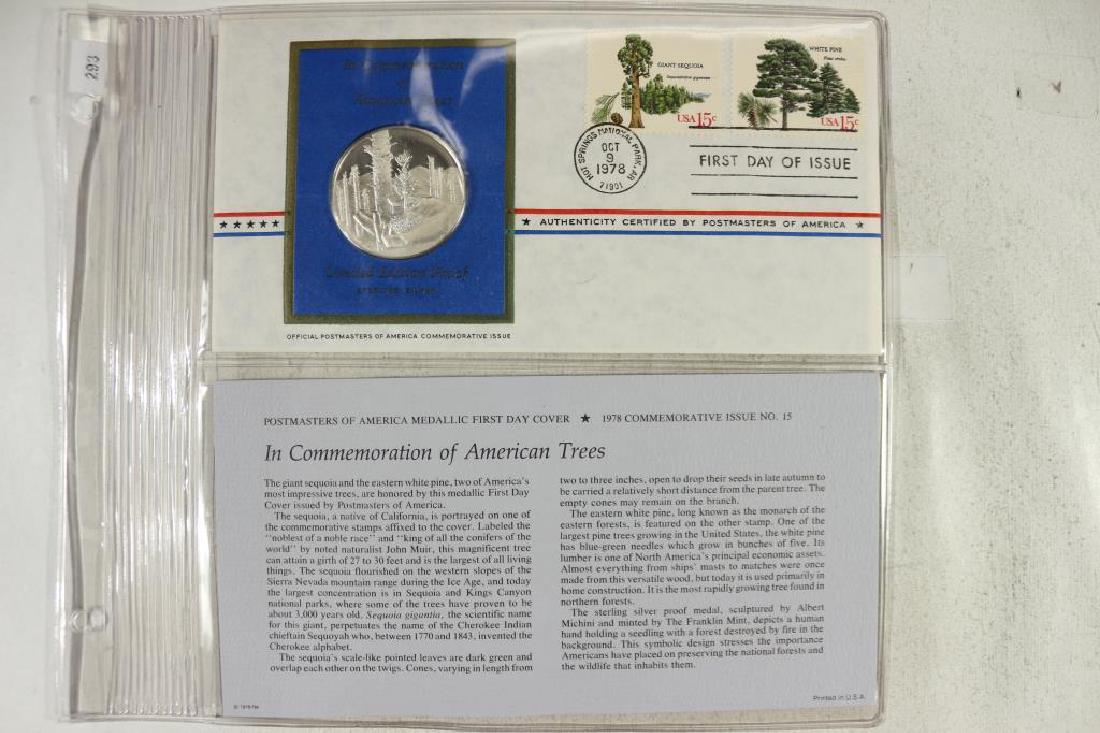 293
In Commemoration
of
American Trees
Limited Edition Proof
STERLING SILVER
OFFICIAL POSTMASTERS OF AMERICA COMMEMORATIVE ISSUE
GIANT SEQUOIA
USA 15c
WHITE PINE
USA 15c
HOT SPRINGS NATIONAL PARK, AR
OCT
9
1978
71901
FIRST DAY OF ISSUE
★★★★★
★ AUTHENTICITY CERTIFIED BY POSTMASTERS OF AMERICA ★
POSTMASTERS OF AMERICA MEDALLIC FIRST DAY COVER ★ 1978 COMMEMORATIVE ISSUE NO. 15
In Commemoration of American Trees
The giant sequoia and the eastern white pine, two of America's
most impressive trees, are honored by this medallic First Day
Cover issued by Postmasters of America.
The sequoia, a native of California, is portrayed on one of
the commemorative stamps affixed to the cover. Labeled the
"noblest of a noble race" and "king of all the conifers of the
world" by noted naturalist John Muir, this magnificent tree
can attain a girth of 27 to 30 feet and is the largest of all living
things. The sequoia flourished on the western slopes of the
Sierra Nevada mountain range during the Ice Age, and today
the largest concentration is in Sequoia and Kings Canyon
national parks, where some of the trees have proven to be
about 3,000 years old. Sequoia gigantia, the scientific name
for this giant, perpetuates the name of the Cherokee Indian
chieftain Sequoyah who, between 1770 and 1843, invented the
Cherokee alphabet.
The sequoia's scale-like pointed leaves are dark green and
overlap each other on the twigs. Cones, varying in length from
two to three inches, open to drop their seeds in late autumn to
be carried a relatively short distance from the parent tree. The
empty cones may remain on the branch.
The eastern white pine, long known as the monarch of the
eastern forests, is featured on the other stamp. One of the
largest pine trees growing in the United States, the white pine
has blue-green needles which grow in bunches of five. Its
lumber is one of North America's principal economic assets.
Almost everything from ships' masts to matches were once
made from this versatile wood, but today it is used primarily in
home construction. It is the most rapidly growing tree found in
northern forests.
The sterling silver proof medal, sculptured by Albert
Michini and minted by The Franklin Mint, depicts a human
hand holding a seedling with a forest destroyed by fire in the
background. This symbolic design stresses the importance
Americans have placed on preserving the national forests and
the wildlife that inhabits them.
© 1978 FM
Printed in U.S.A.